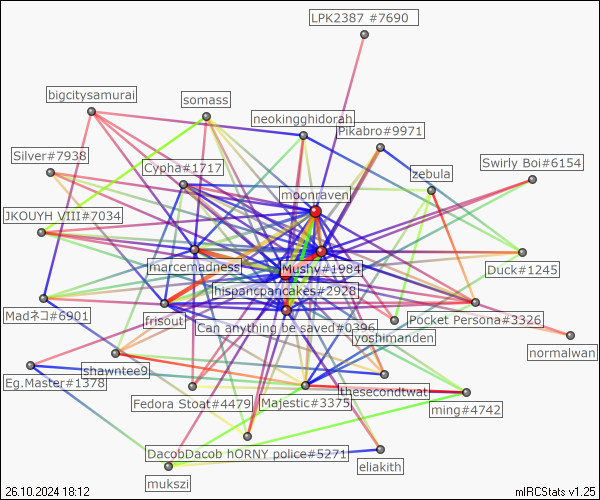 LPK2387 #7690
bigcitysamurai
somass
neokingghidorah
Pikabro#9971
Silver#7938
Cypha#1717
zebula
Swirly Boi#6154
moonraven
JKOUYH VIII#7034
marcemadness
Mushy#1984
Duck#1245
hispanpancakes#2928
Madネコ#6901
frisout
Can anything be saved#0396
Pocket Persona#3326
yoshimanden
normalwan
shawntee9
Eg.Master#1378
thesecondtwat
Fedora Stoat#4479
Majestic#3375
ming#4742
DacobDacob hORNY police#5271
eliakith
mukszi
26.10.2024 18:12
mIRCStats v1.25